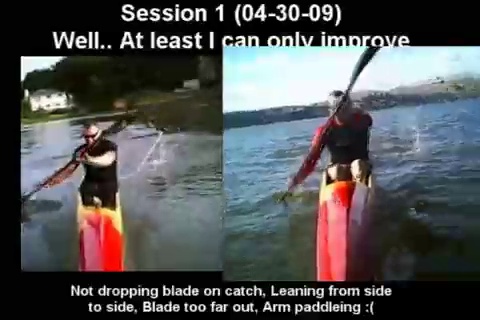 Session 1 (04-30-09)
Well.. At least I can only improve
Not dropping blade on catch, Leaning from side
to side, Blade too far out, Arm paddleing :(